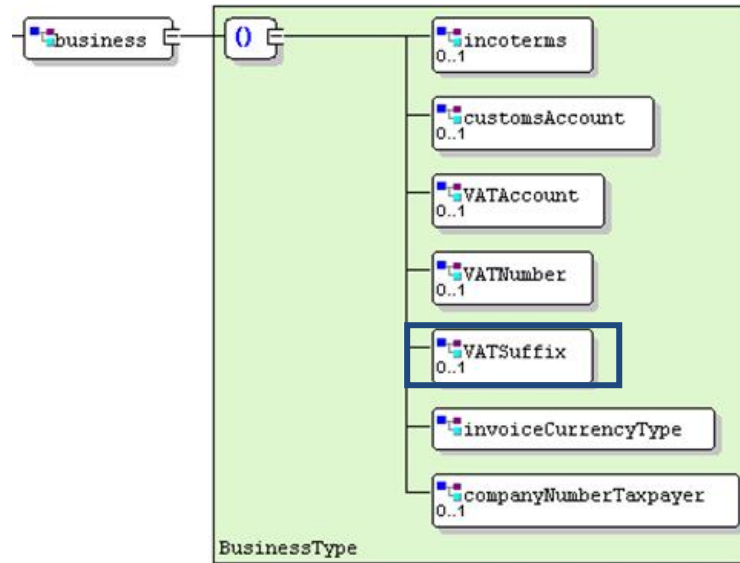 business
()
incoterms
0..1
customsAccount
0..1
VATAccount
0..1
VATNumber
0..1
VATSuffix
0..1
invoiceCurrencyType
companyNumberTaxpayer
0..1
BusinessType